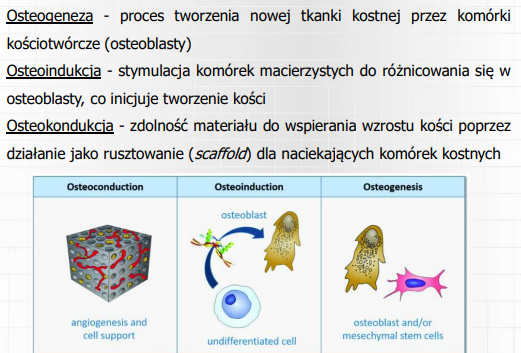 Osteogeneza - proces tworzenia nowej tkanki kostnej przez komórki
kościotwórcze (osteoblasty)
Osteoindukcja - stymulacja komórek macierzystych do różnicowania się w
osteoblasty, co inicjuje tworzenie kości
Osteokondukcja - zdolność materiału do wspierania wzrostu kości poprzez
działanie jako rusztowanie (scaffold) dla naciekających komórek kostnych
Osteoconduction
Osteoinduction
Osteogenesis
osteoblast
angiogenesis and
cell support
undifferentiated cell
osteoblast and/or
mesechymal stem cells